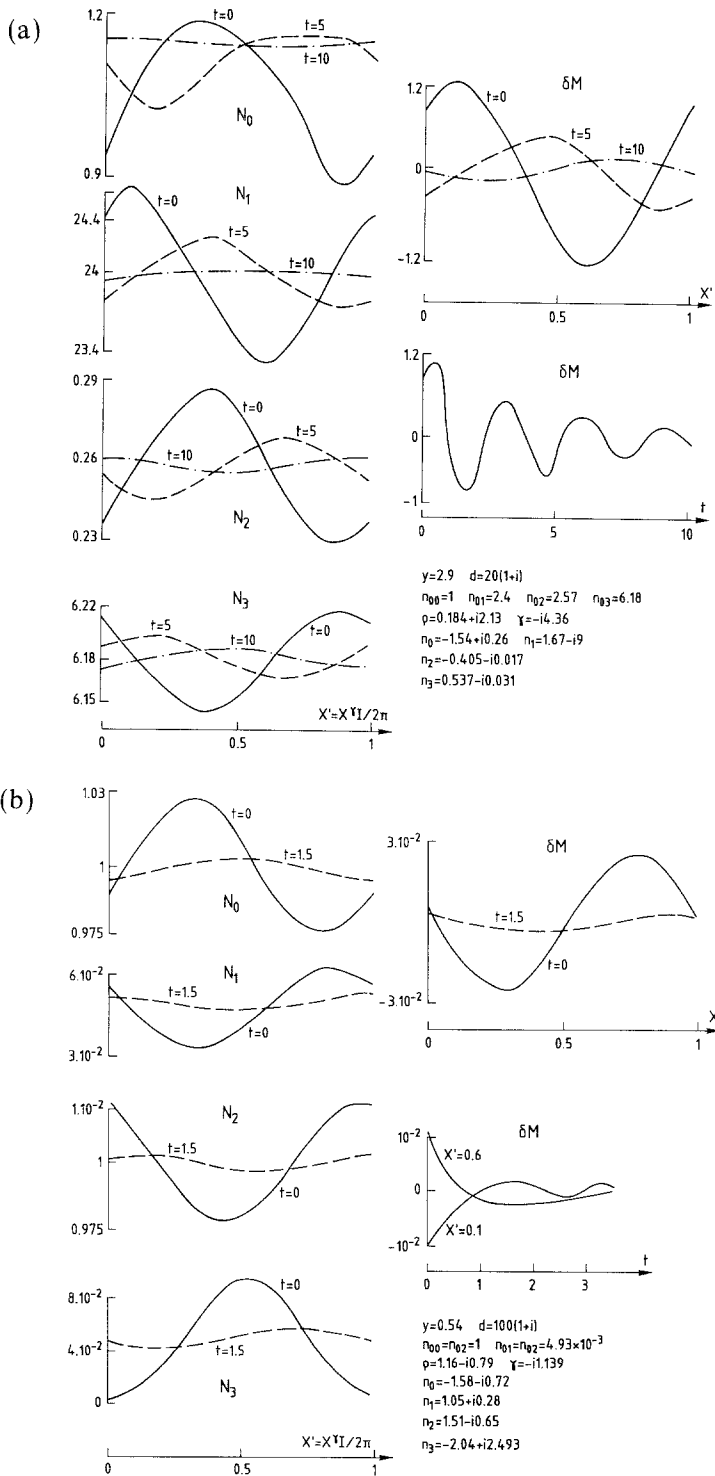 (a)
1.2
0.9
t=0
t=5
t=10
N₀
N₁
24.4
24
23.4
t=0
t=5
t=10
0.29
0.26
0.23
t=0
t=5
t=10
N₂
N₃
6.22
6.18
6.15
t=5
t=10
t=0
X'=XγI/2π
0
0.5
1
δM
1.2
0
-1.2
t=0
t=5
t=10
0
0.5
1
X'
δM
1.2
0
-1
0
5
10
t
y=2.9 d=20(1+i)
n₀₀=1 n₀₁=2.4 n₀₂=2.57 n₀₃=6.18
ρ=0.184+i2.13 γ=-i4.36
n₀=-1.54+i0.26 n₁=1.67-i9
n₂=-0.405-i0.017
n₃=0.537-i0.031
(b)
1.03
1
0.975
t=0
t=1.5
N₀
6.10⁻²
3.10⁻²
N₁
t=1.5
t=0
1.10⁻²
1
0.975
N₂
t=1.5
t=0
8.10⁻²
4.10⁻²
0
t=0
t=1.5
N₃
0
0.5
1
X'=XγI/2π
δM
3.10⁻²
-3.10⁻²
t=1.5
t=0
0
0.5
1
δM
10⁻²
0
-10⁻²
X'=0.6
X'=0.1
0
1
2
3
t
y=0.54 d=100(1+i)
n₀₀=n₀₂=1 n₀₁=n₀₂=4.93×10⁻³
ρ=1.16-i0.79 γ=-i1.139
n₀=-1.58-i0.72
n₁=1.05+i0.28
n₂=1.51-i0.65
n₃=-2.04+i2.493